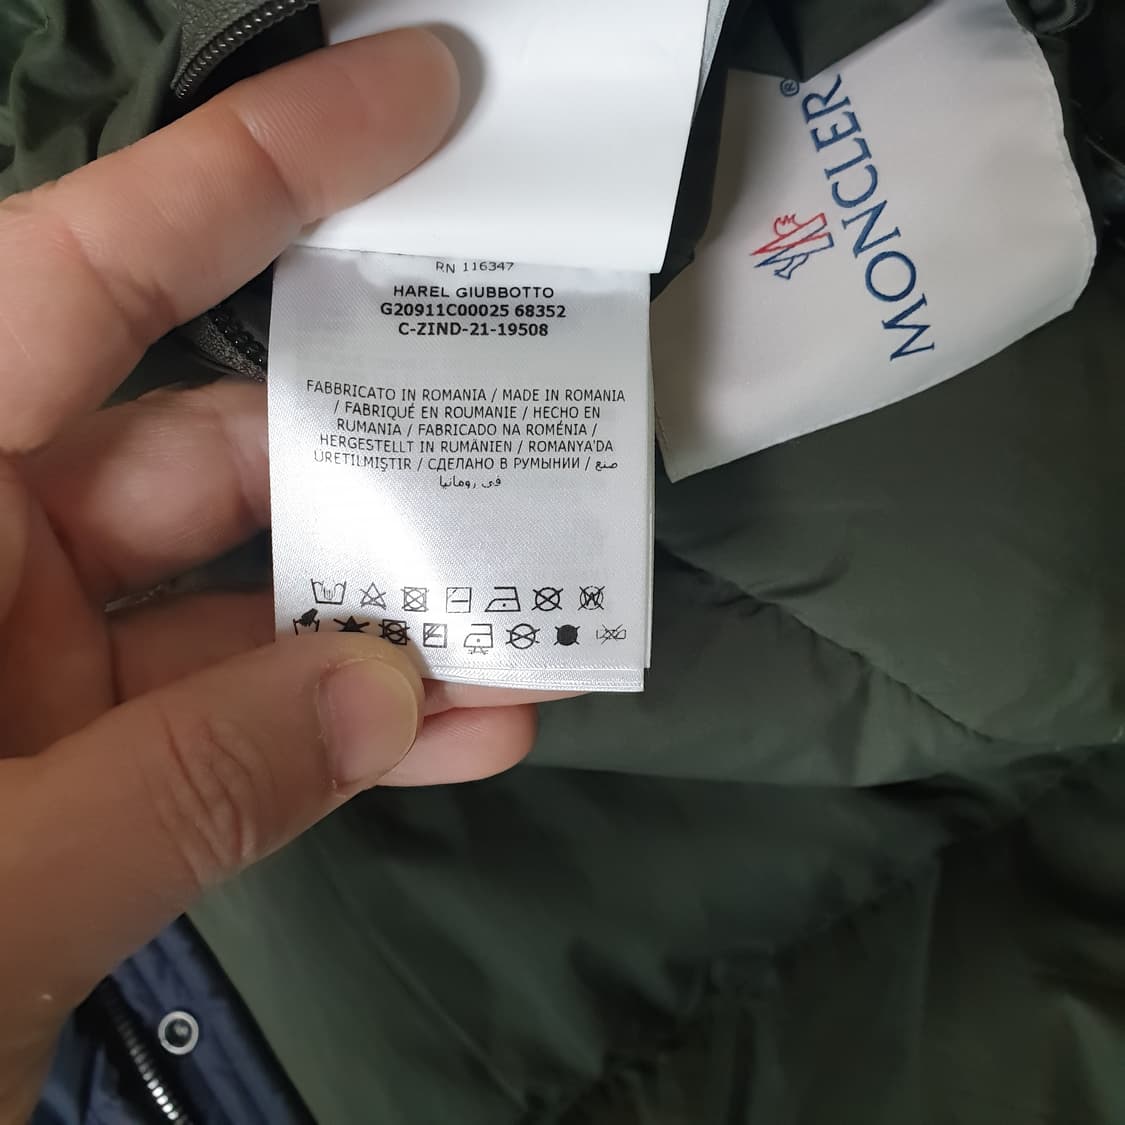 RN 116347
HAREL GIUBBOTTO
G20911C00025 68352
C-ZIND-21-19508
FABBRICATO IN ROMANIA / MADE IN ROMANIA
/ FABRIQUÉ EN ROUMANIE / HECHO EN
RUMANIA / FABRICADO NA ROMÉNIA /
HERGESTELLT IN RUMÄNIEN / ROMANYA'DA
ÜRETILMIŞTIR / СДЕЛАНО В РУМЫНИИ / صنع
في رومانيا
MONCLER®